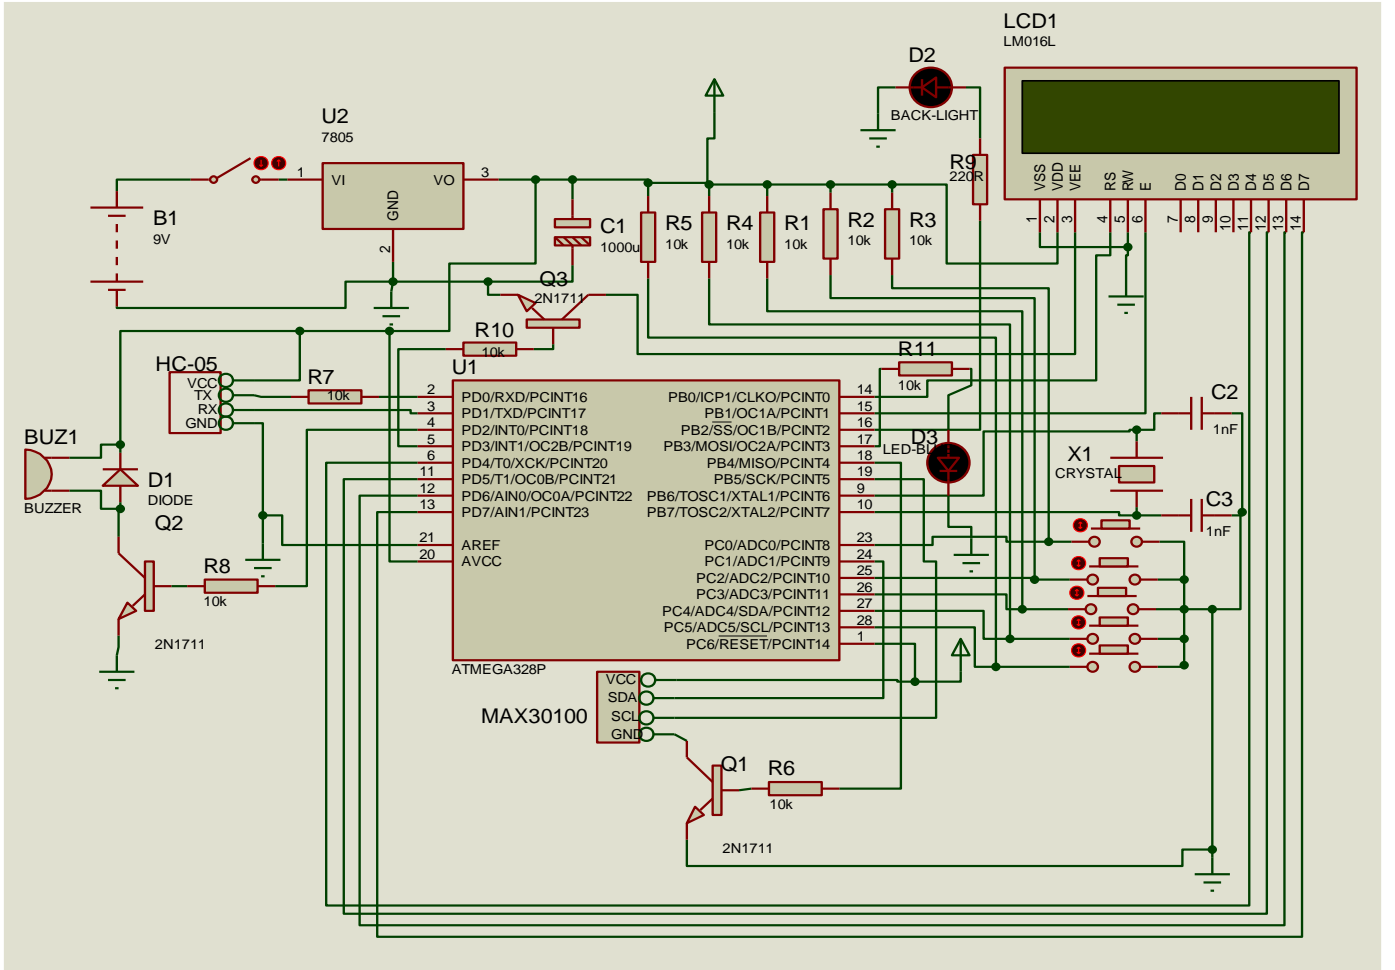 LCD1
LM016L
D2
BACK-LIGHT
U2
7805
1
VI
VO
3
GND
2
B1
9V
C1
1000u
R5
10k
R4
10k
R1
10k
R2
10k
R3
10k
R9
220R
VSS
VDD
VEE
RS
RW
E
D0
D1
D2
D3
D4
D5
D6
D7
1
2
3
4
5
6
7
8
9
10
11
12
13
14
Q3
2N1711
R10
10k
R11
10k
HC-05
VCC
TX
RX
GND
R7
10k
U1
2
PD0/RXD/PCINT16
3
PD1/TXD/PCINT17
4
PD2/INT0/PCINT18
5
PD3/INT1/OC2B/PCINT19
6
PD4/T0/XCK/PCINT20
11
PD5/T1/OC0B/PCINT21
12
PD6/AIN0/OC0A/PCINT22
13
PD7/AIN1/PCINT23
21
AREF
20
AVCC
PB0/ICP1/CLKO/PCINT0
14
PB1/OC1A/PCINT1
15
PB2/SS/OC1B/PCINT2
16
PB3/MOSI/OC2A/PCINT3
17
PB4/MISO/PCINT4
18
PB5/SCK/PCINT5
19
PB6/TOSC1/XTAL1/PCINT6
9
PB7/TOSC2/XTAL2/PCINT7
10
PC0/ADC0/PCINT8
23
PC1/ADC1/PCINT9
24
PC2/ADC2/PCINT10
25
PC3/ADC3/PCINT11
26
PC4/ADC4/SDA/PCINT12
27
PC5/ADC5/SCL/PCINT13
28
PC6/RESET/PCINT14
1
ATMEGA328P
BUZ1
BUZZER
D1
DIODE
Q2
2N1711
R8
10k
D3
C2
1nF
X1
CRYSTAL
C3
1nF
MAX30100
VCC
SDA
SCL
GND
Q1
2N1711
R6
10k